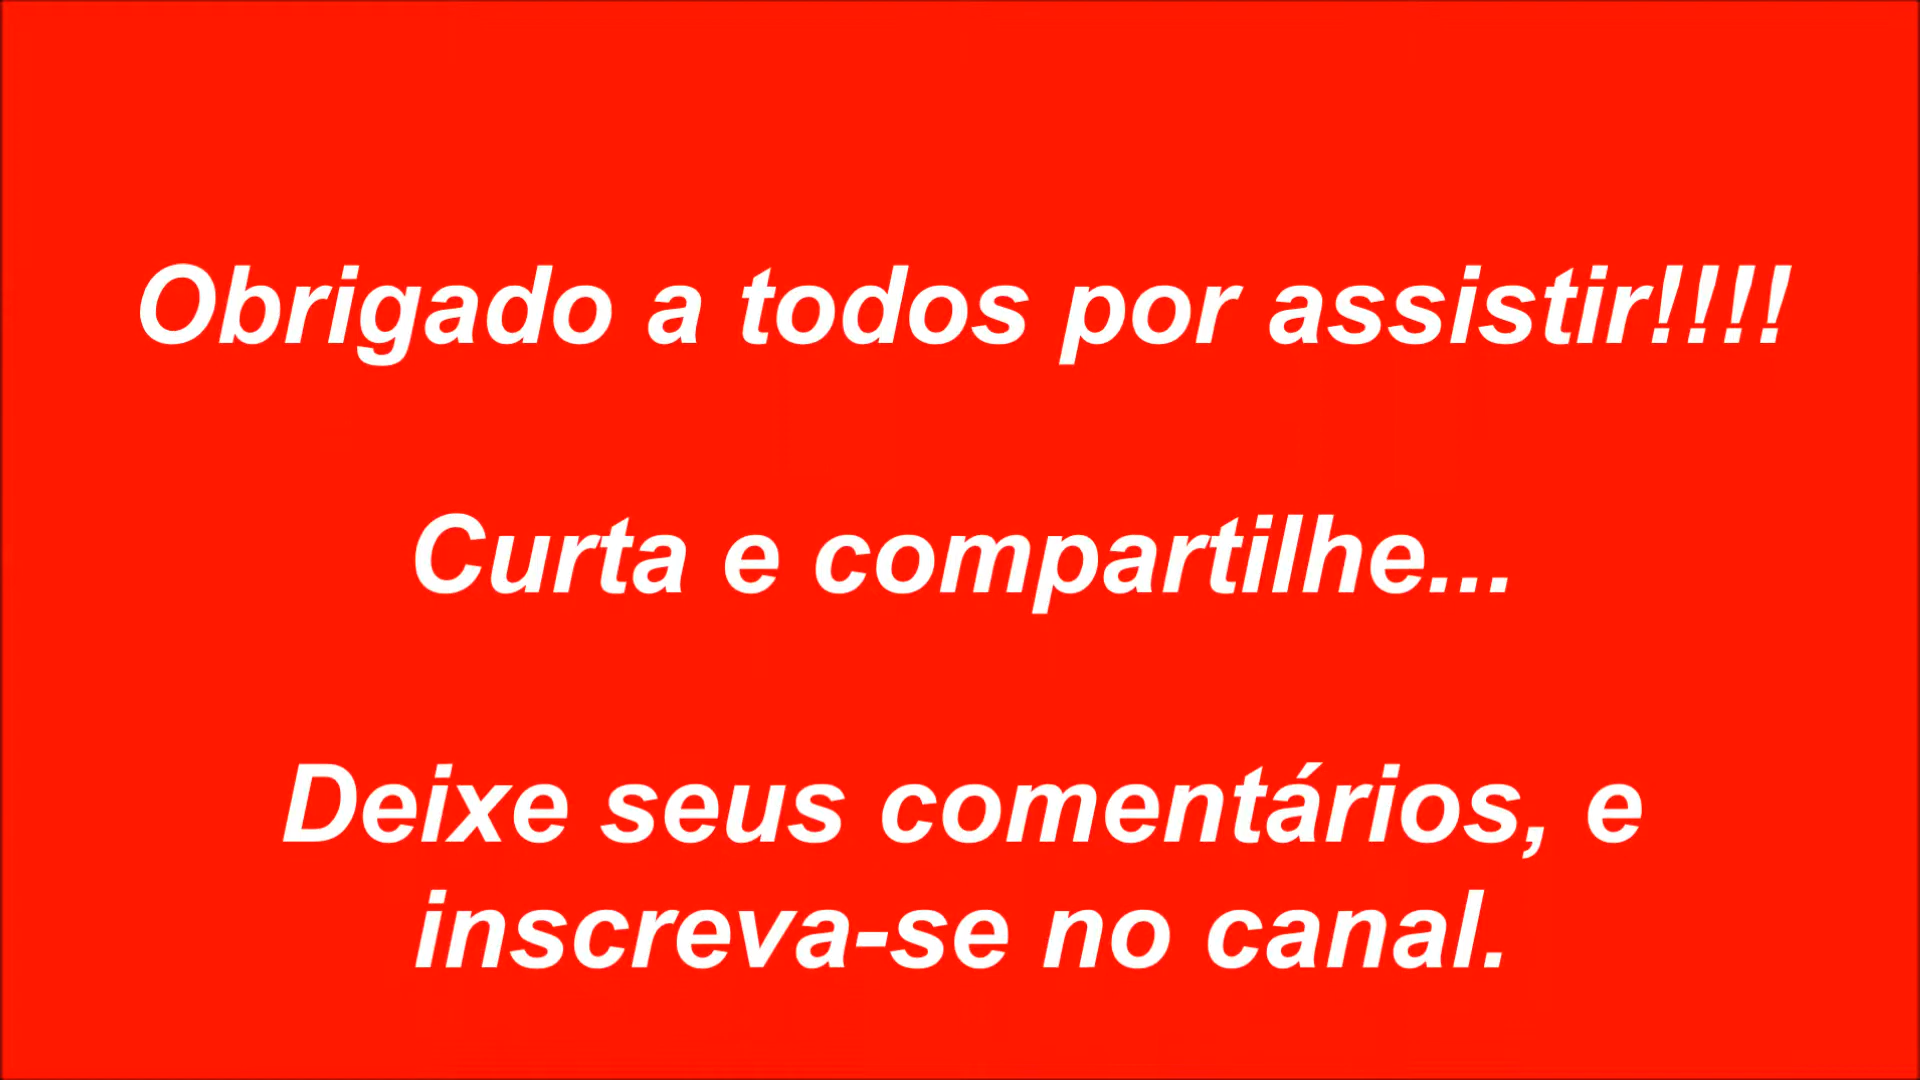 Obrigado a todos por assistir!!!!
Curta e compartilhe...
Deixe seus comentários, e
inscreva-se no canal.